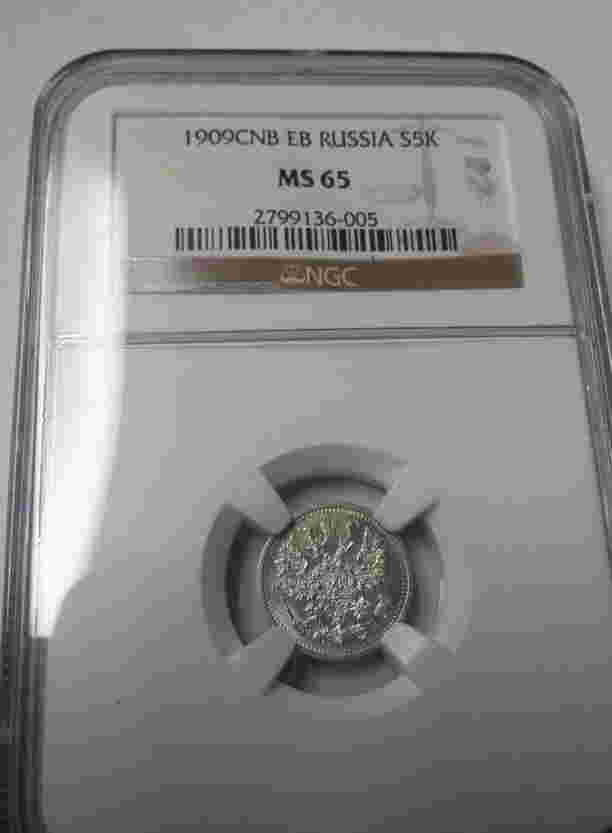 1909CNB EB RUSSIA S5K
MS 65
2799136-005
NGC